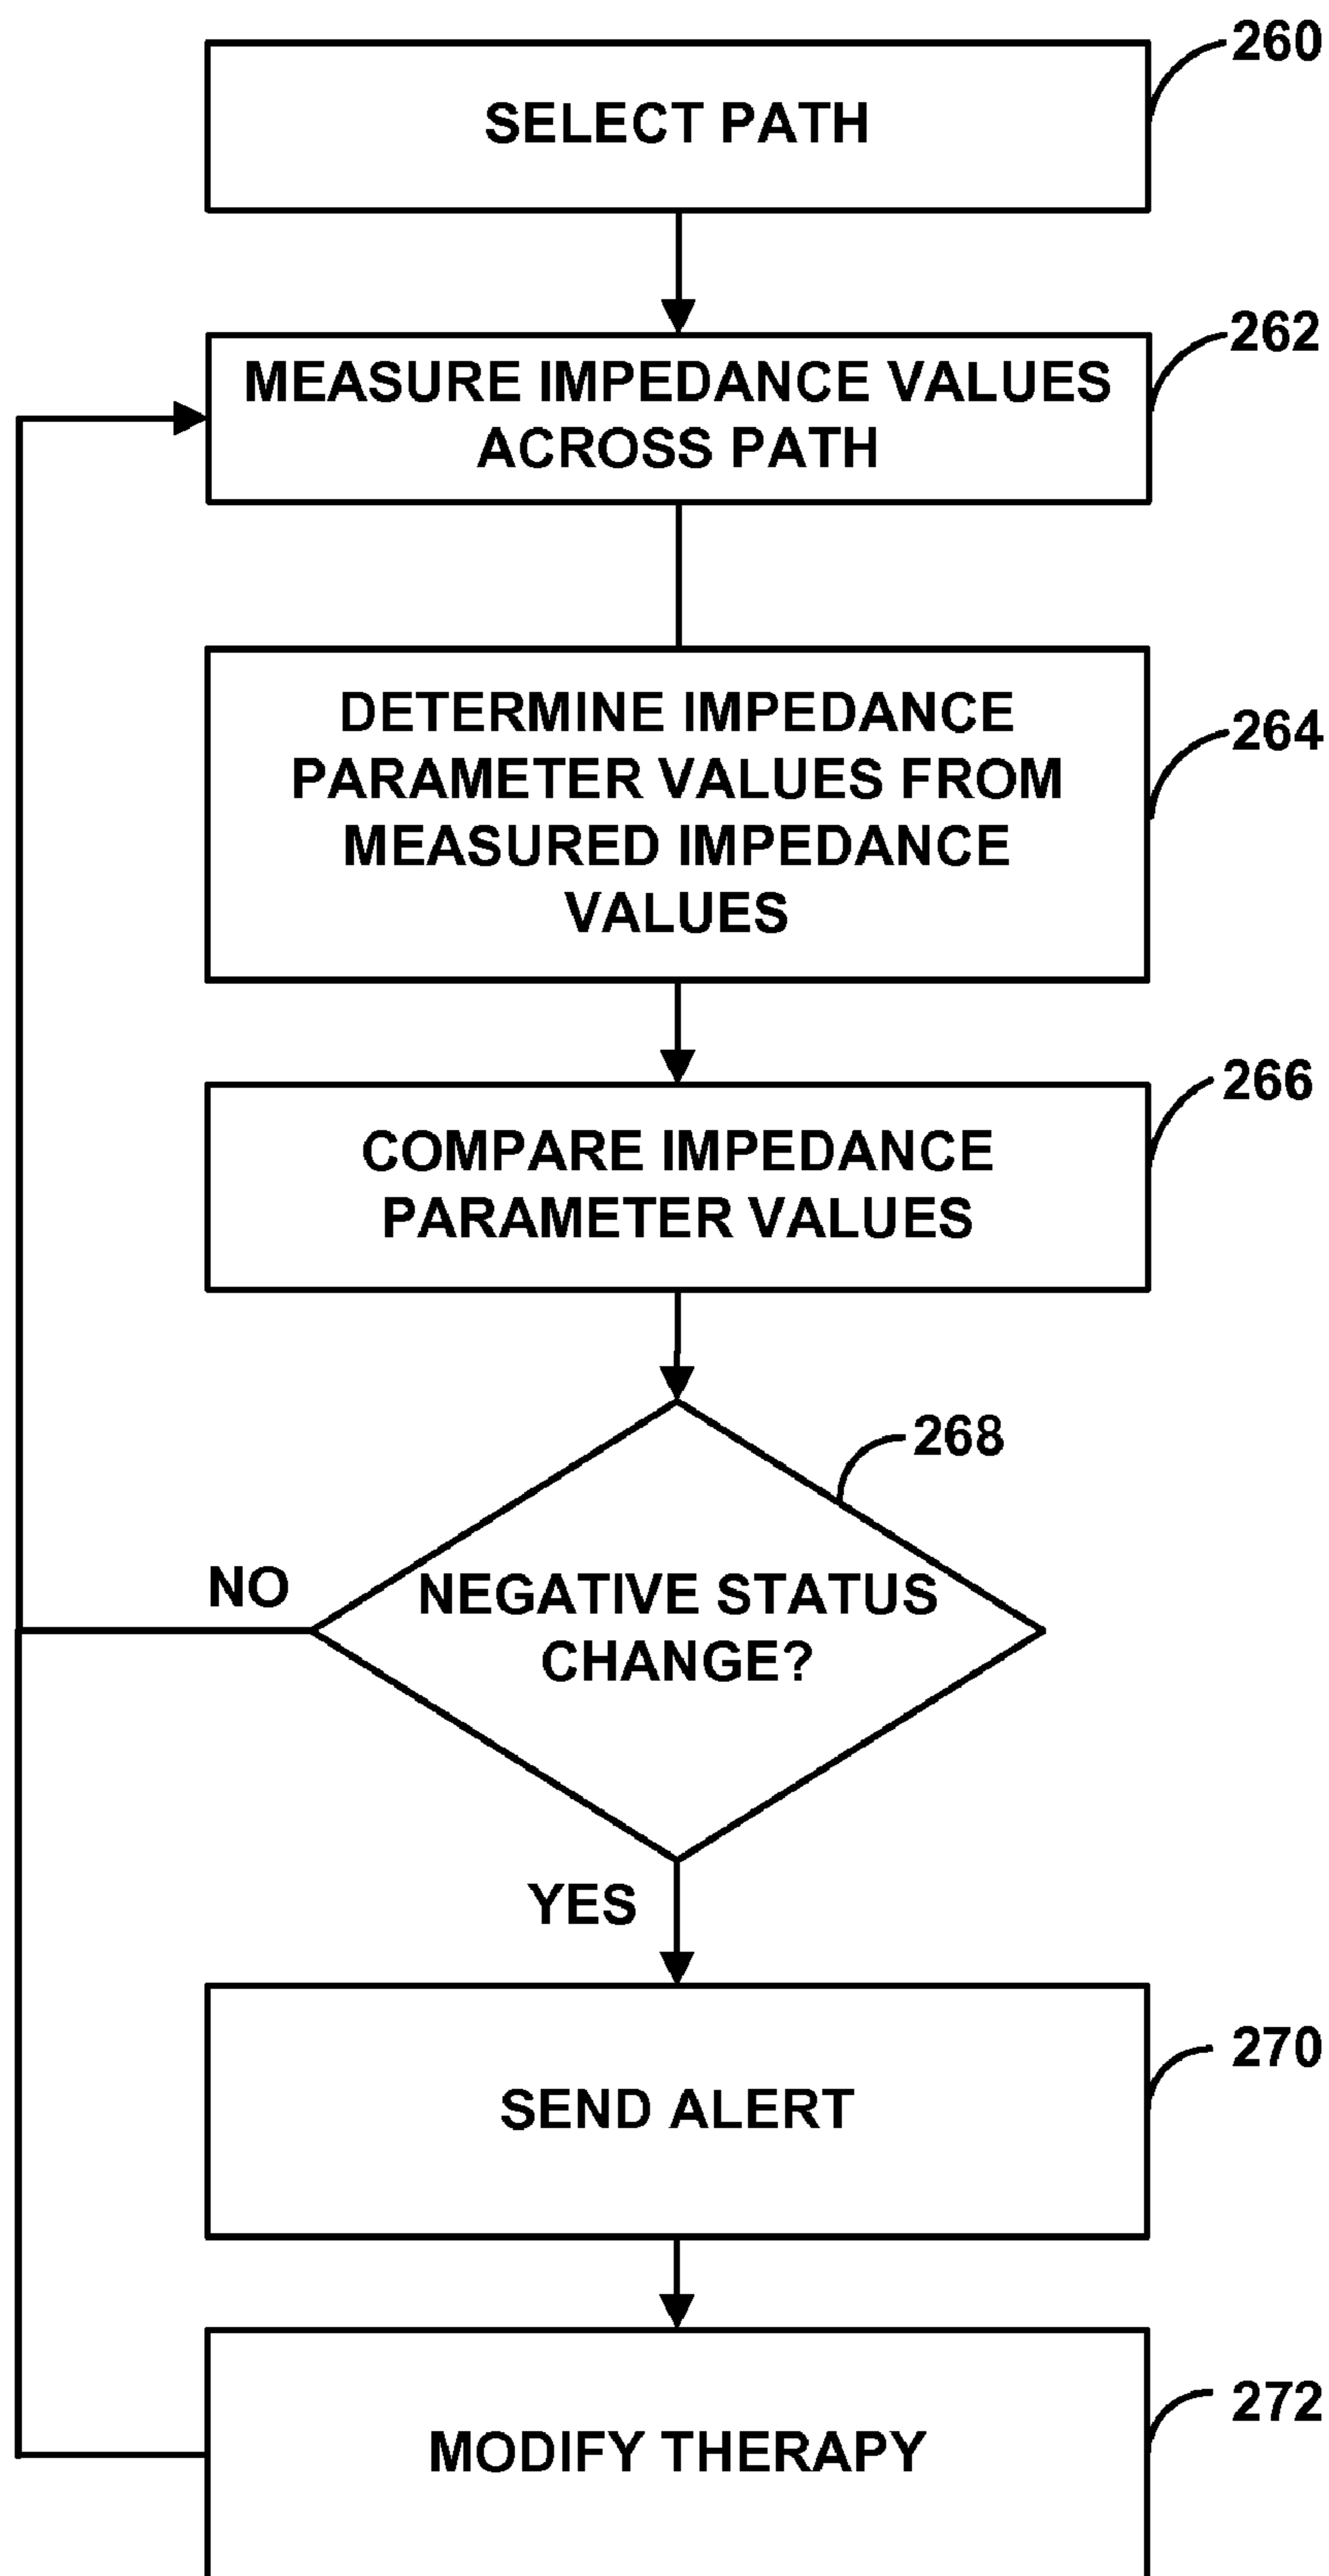 260
SELECT PATH
262
MEASURE IMPEDANCE VALUES
ACROSS PATH
264
DETERMINE IMPEDANCE
PARAMETER VALUES FROM
MEASURED IMPEDANCE
VALUES
266
COMPARE IMPEDANCE
PARAMETER VALUES
268
NO
NEGATIVE STATUS
CHANGE?
YES
270
SEND ALERT
272
MODIFY THERAPY